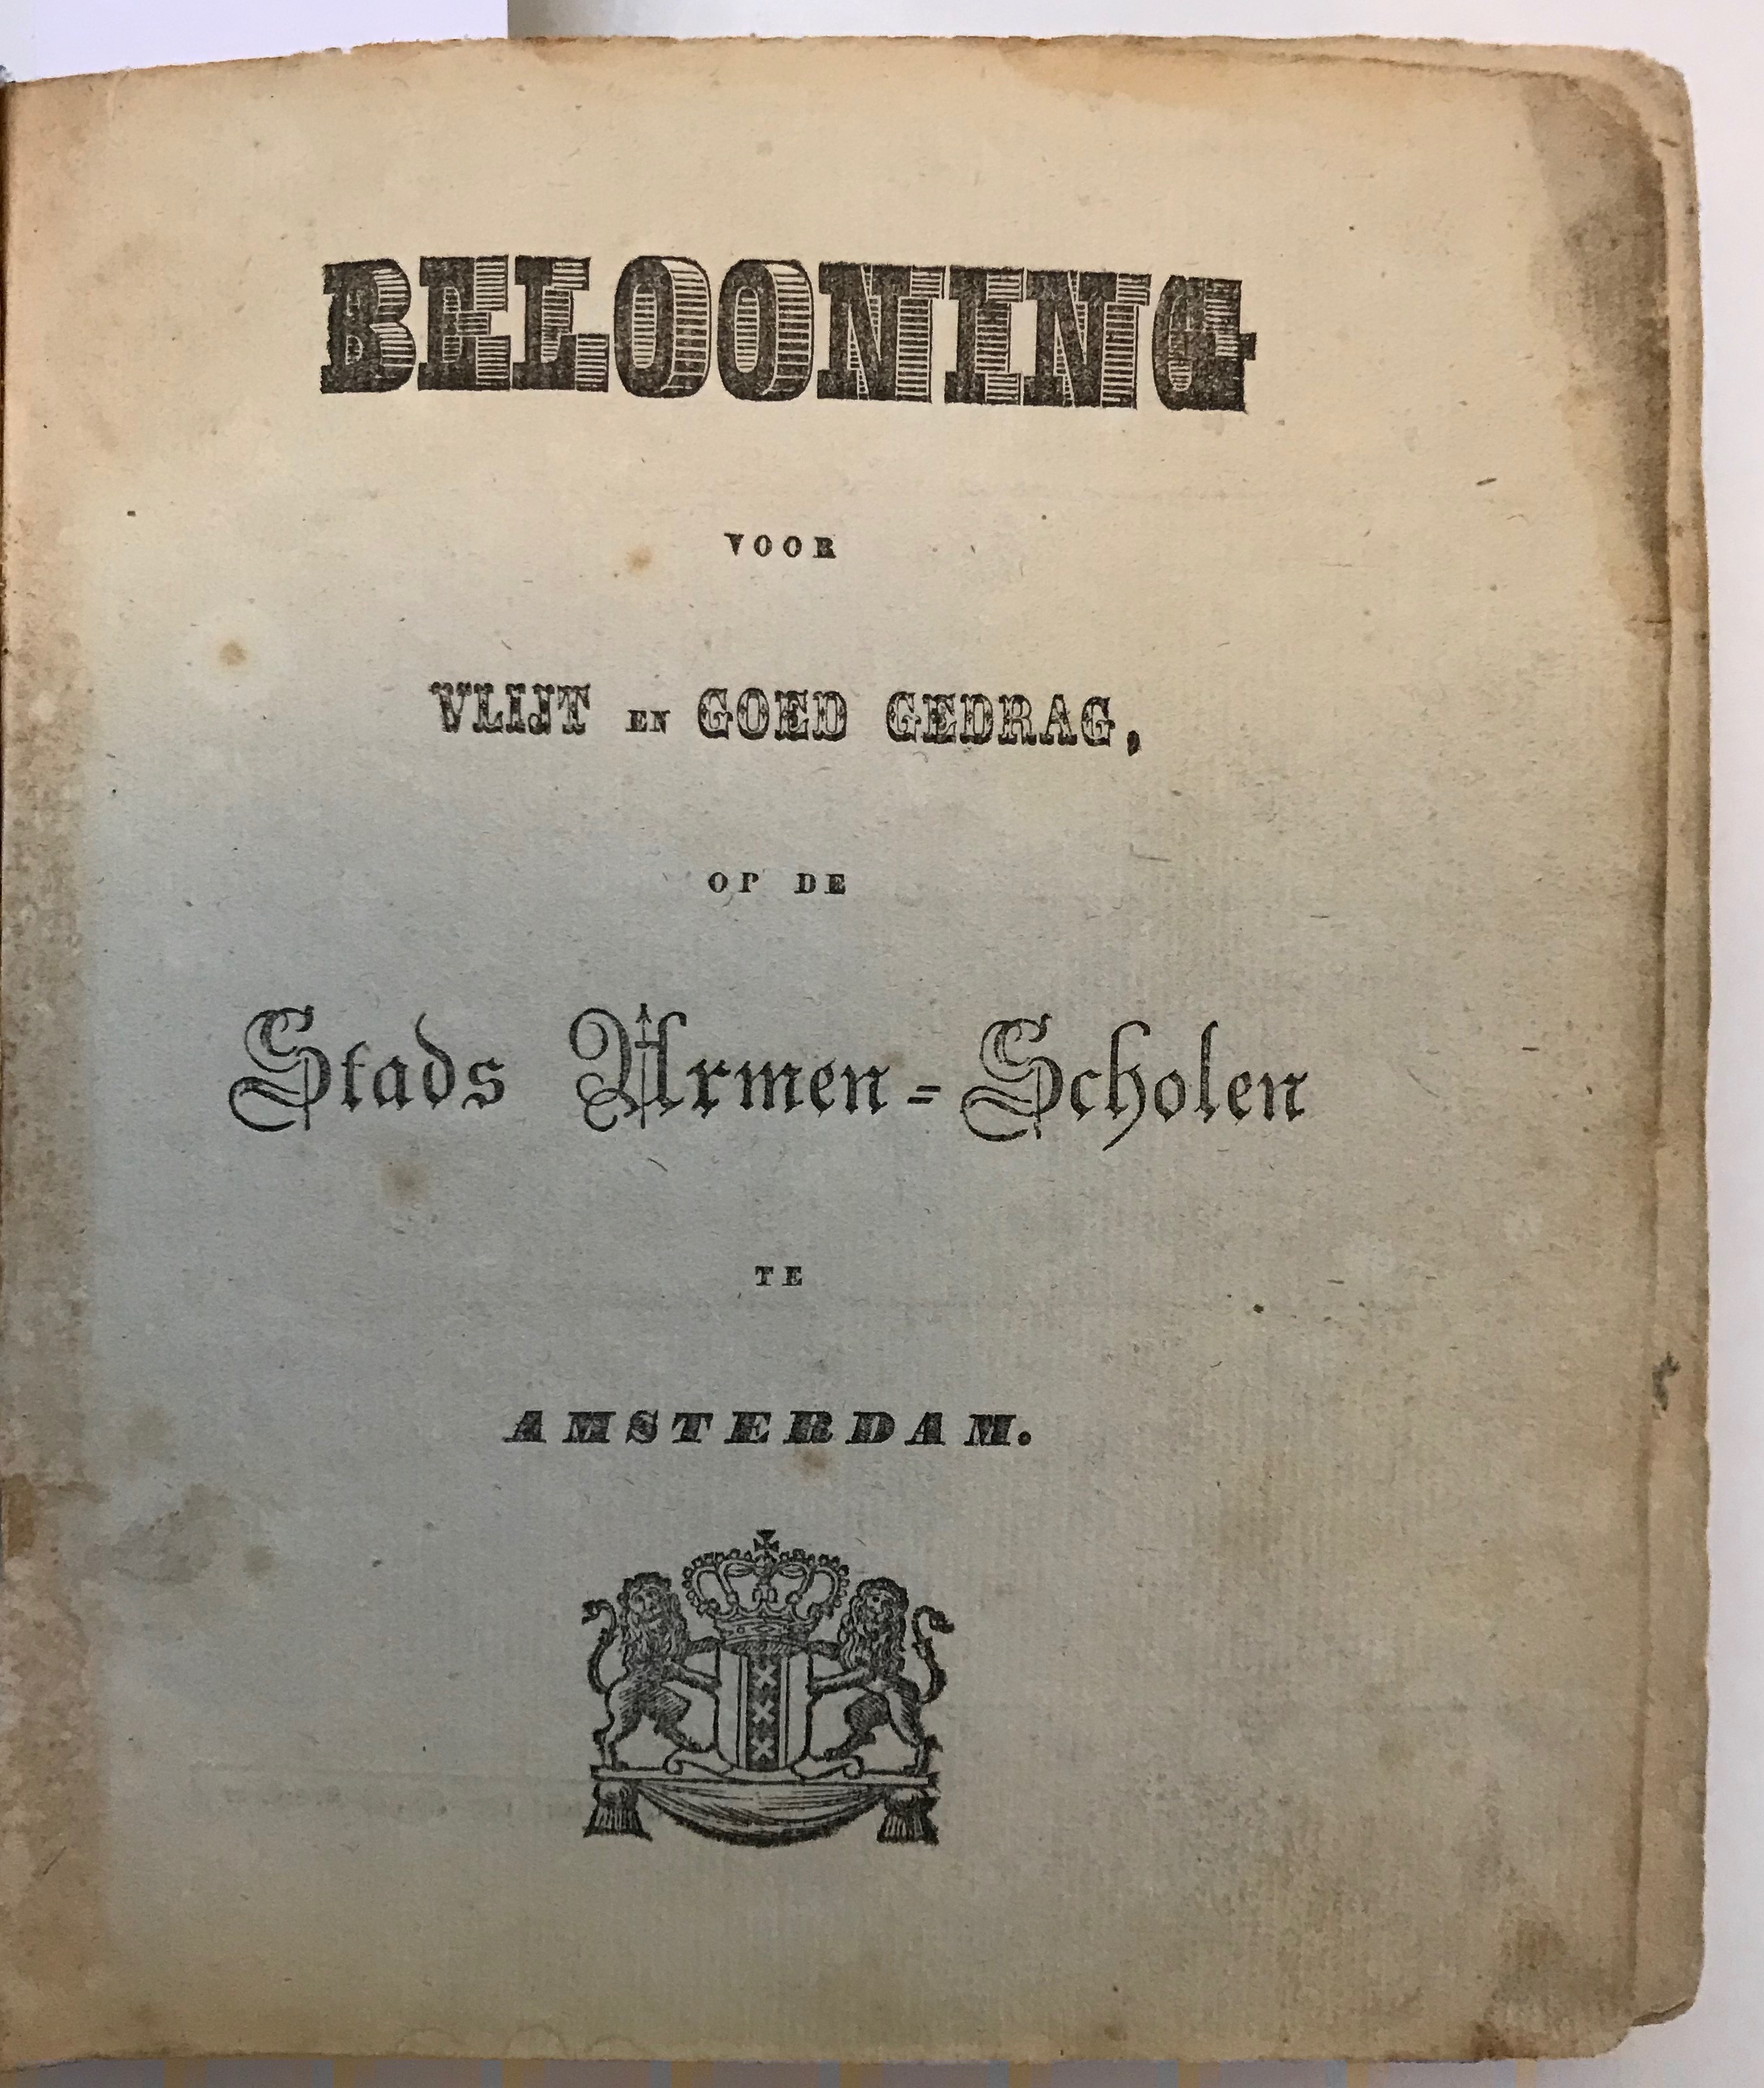 BELOONING
VOOR
VLIJT EN GOED GEDRAG,
OP DE
Stads Armen-Scholen
TE
AMSTERDAM.